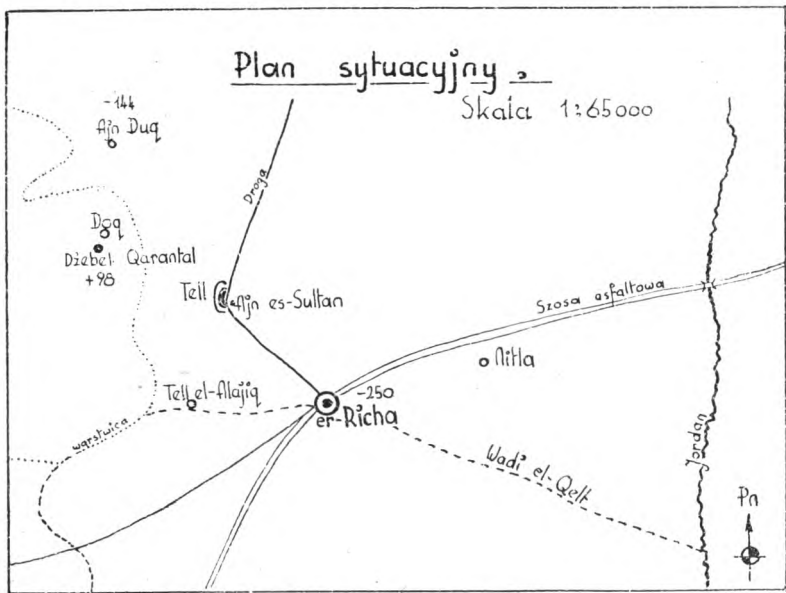 Plan sytuacyjny.
Skala 1:65000
-144
Ajn Duq
Droga
Doq
Dżebel Qarantal
+98
Tell
Ajn es-Sultan
Szosa asfaltowa
Nitla
Tell el-Alajiq
-250
er-Richa
warstwica
Wadi el-Qelt
Jordan
Pn